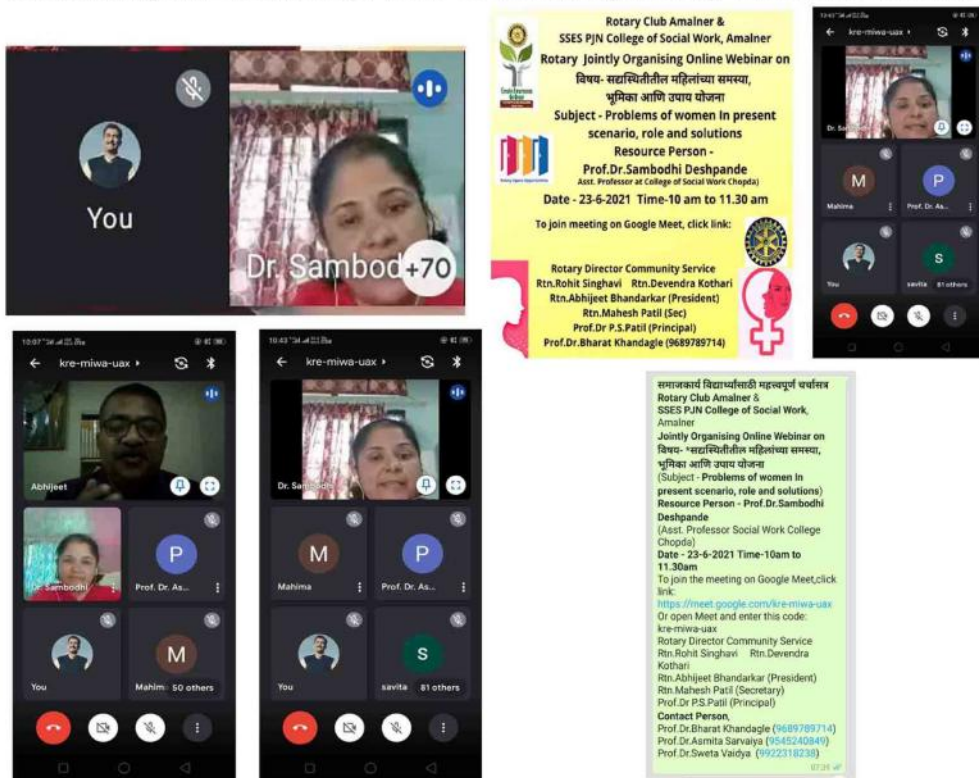 You
Dr. Sambod+70
Rotary Club Amalner &
SSES PJN College of Social Work, Amalner
Rotary Jointly Organising Online Webinar on
विषय- सद्यस्थितीतील महिलांच्या समस्या,
भूमिका आणि उपाय योजना
Subject - Problems of women In present
scenario, role and solutions
Resource Person -
Prof.Dr.Sambodhi Deshpande
Asst. Professor at College of Social Work Chopda)
Date - 23-6-2021 Time-10 am to 11.30 am
To join meeting on Google Meet, click link:
Rotary Director Community Service
Rtn.Rohit Singhavi Rtn.Devendra Kothari
Rtn.Abhijeet Bhandarkar (President)
Rtn.Mahesh Patil (Sec)
Prof.Dr P.S.Patil (Principal)
Prof.Dr.Bharat Khandagle (9689789714)
kre-miwa-uax
M
Mahima
P
Prof. Dr. As...
You
S
savita 81 others
10:07
kre-miwa-uax
Abhijeet
Dr. Sambodhi
P
Prof. Dr. As...
You
M
Mahim 50 others
10:43
kre-miwa-uax
Dr. Sambodhi
M
Mahima
P
Prof. Dr. As...
You
S
savita 81 others
समाजकार्य विद्यार्थ्यांसाठी महत्त्वपूर्ण चर्चासत्र
Rotary Club Amalner &
SSES PJN College of Social Work,
Amalner
Jointly Organising Online Webinar on
विषय- *सद्यस्थितीतील महिलांच्या समस्या,
भूमिका आणि उपाय योजना
(Subject - Problems of women In
present scenario, role and solutions)
Resource Person - Prof.Dr.Sambodhi
Deshpande
(Asst. Professor Social Work College
Chopda)
Date - 23-6-2021 Time-10am to
11.30am
To join the meeting on Google Meet,click
link:
https://meet.google.com/kre-miwa-uax
Or open Meet and enter this code:
kre-miwa-uax
Rotary Director Community Service
Rtn.Rohit Singhavi Rtn.Devendra
Kothari
Rtn.Abhijeet Bhandarkar (President)
Rtn.Mahesh Patil (Secretary)
Prof.Dr P.S.Patil (Principal)
Contact Person,
Prof.Dr.Bharat Khandagle (9689789714)
Prof.Dr.Asmita Sarvaiya (9545240849)
Prof.Dr.Sweta Vaidya (9922318238)